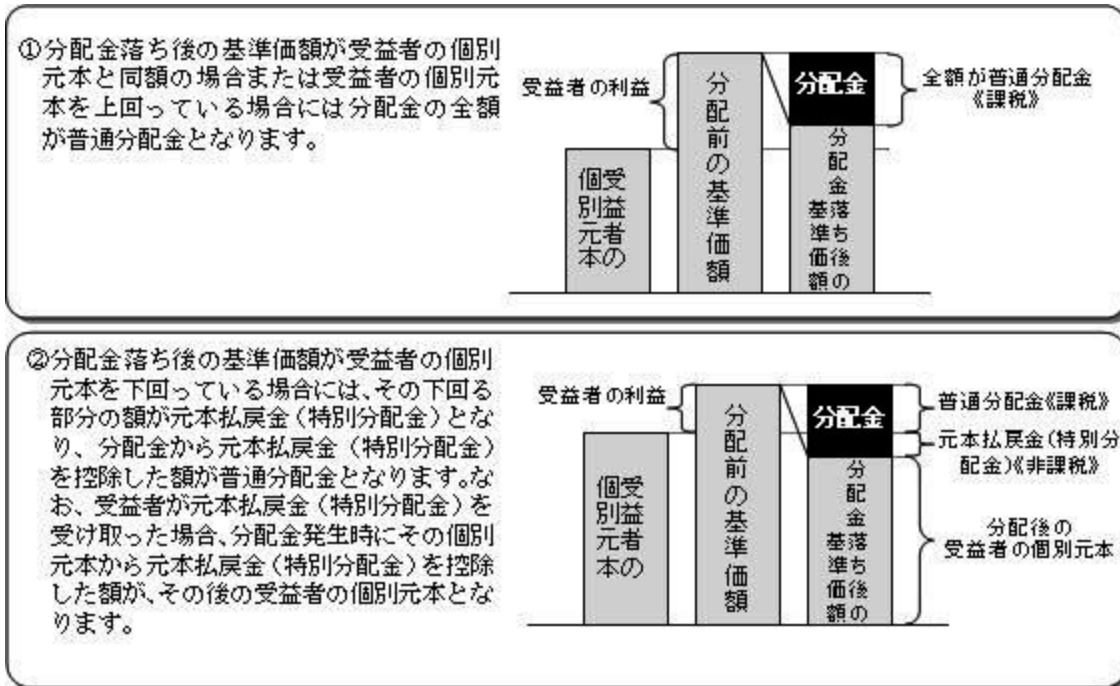 ①分配金落ち後の基準価額が受益者の個別
元本と同額の場合または受益者の個別元
本を上回っている場合には分配金の全額
が普通分配金となります。
受益者の利益
受益者の
個別元本
分配前の基準価額
分配金
分配金
落ち後の
基準価額
全額が普通分配金
《課税》
②分配金落ち後の基準価額が受益者の個別
元本を下回っている場合には、その下回る
部分の額が元本払戻金（特別分配金）とな
り、分配金から元本払戻金（特別分配金）
を控除した額が普通分配金となります。な
お、受益者が元本払戻金（特別分配金）を
受け取った場合、分配金発生時にその個別
元本から元本払戻金（特別分配金）を控除
した額が、その後の受益者の個別元本とな
ります。
受益者の利益
受益者の
個別元本
分配前の基準価額
分配金
分配金
落ち後の
基準価額
普通分配金《課税》
元本払戻金(特別分
配金)《非課税》
分配後の
受益者の個別元本